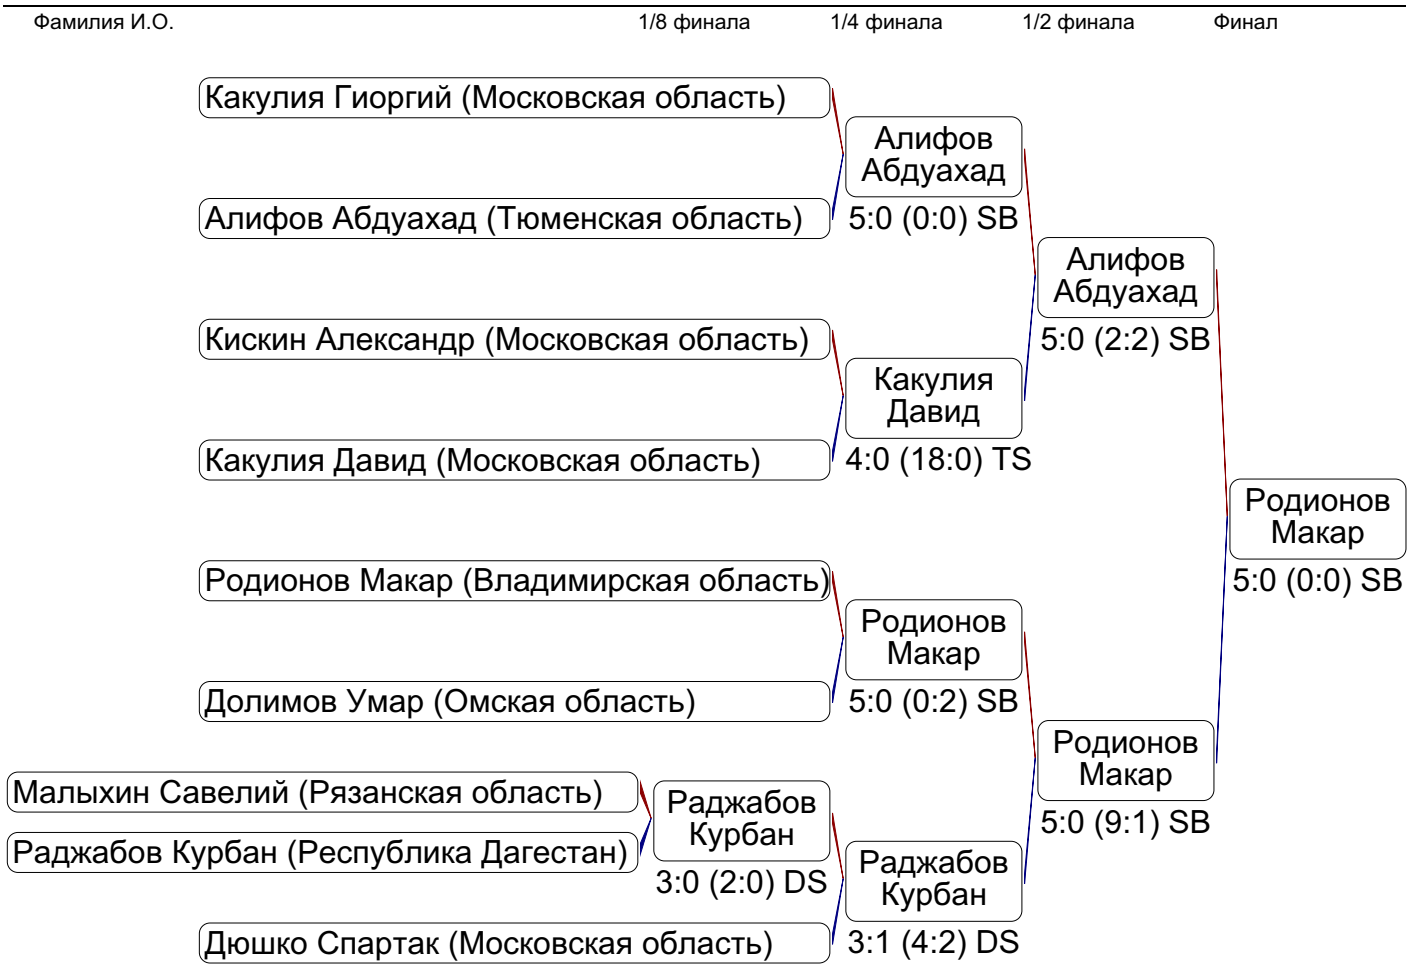 Фамилия И.О.
1/8 финала
1/4 финала
1/2 финала
Финал
Какулия Гиоргий (Московская область)
Алифов
Абдуахад
Алифов Абдуахад (Тюменская область)
5:0 (0:0) SB
Алифов
Абдуахад
Кискин Александр (Московская область)
5:0 (2:2) SB
Какулия
Давид
Какулия Давид (Московская область)
4:0 (18:0) TS
Родионов
Макар
Родионов Макар (Владимирская область)
5:0 (0:0) SB
Родионов
Макар
Долимов Умар (Омская область)
5:0 (0:2) SB
Родионов
Макар
Малыхин Савелий (Рязанская область)
Раджабов
Курбан
5:0 (9:1) SB
Раджабов Курбан (Республика Дагестан)
Раджабов
Курбан
3:0 (2:0) DS
Дюшко Спартак (Московская область)
3:1 (4:2) DS